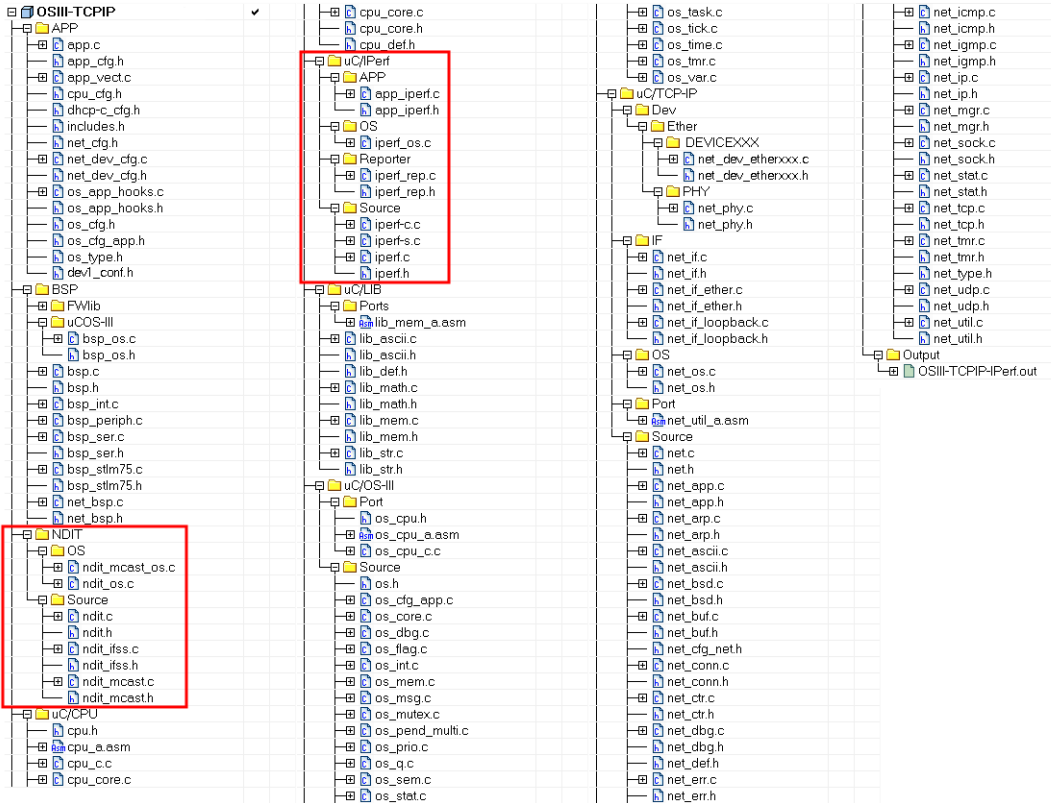 OSIII-TCPIP
APP
app.c
app_cfg.h
app_vect.c
cpu_cfg.h
dhcp-c_cfg.h
includes.h
net_cfg.h
net_dev_cfg.c
net_dev_cfg.h
os_app_hooks.c
os_app_hooks.h
os_cfg.h
os_cfg_app.h
os_type.h
dev1_conf.h
BSP
FWlib
uCOS-III
bsp_os.c
bsp_os.h
bsp.c
bsp.h
bsp_int.c
bsp_periph.c
bsp_ser.c
bsp_ser.h
bsp_stlm75.c
bsp_stlm75.h
net_bsp.c
net_bsp.h
NDIT
OS
ndit_mcast_os.c
ndit_os.c
Source
ndit.c
ndit.h
ndit_ifss.c
ndit_ifss.h
ndit_mcast.c
ndit_mcast.h
uC/CPU
cpu.h
cpu_a.asm
cpu_c.c
cpu_core.c
cpu_core.c
cpu_core.h
cpu_def.h
uC/IPerf
APP
app_iperf.c
app_iperf.h
OS
iperf_os.c
Reporter
iperf_rep.c
iperf_rep.h
Source
iperf-c.c
iperf-s.c
iperf.c
iperf.h
uC/LIB
Ports
lib_mem_a.asm
lib_ascii.c
lib_ascii.h
lib_def.h
lib_math.c
lib_math.h
lib_mem.c
lib_mem.h
lib_str.c
lib_str.h
uC/OS-III
Port
os_cpu.h
os_cpu_a.asm
os_cpu_c.c
Source
os.h
os_cfg_app.c
os_core.c
os_dbg.c
os_flag.c
os_int.c
os_mem.c
os_msg.c
os_mutex.c
os_pend_multi.c
os_prio.c
os_q.c
os_sem.c
os_stat.c
os_task.c
os_tick.c
os_time.c
os_tmr.c
os_var.c
uC/TCP-IP
Dev
Ether
DEVICEXXX
net_dev_etherxxx.c
net_dev_etherxxx.h
PHY
net_phy.c
net_phy.h
IF
net_if.c
net_if.h
net_if_ether.c
net_if_ether.h
net_if_loopback.c
net_if_loopback.h
OS
net_os.c
net_os.h
Port
net_util_a.asm
Source
net.c
net.h
net_app.c
net_app.h
net_arp.c
net_arp.h
net_ascii.c
net_ascii.h
net_bsd.c
net_bsd.h
net_buf.c
net_buf.h
net_cfg_net.h
net_conn.c
net_conn.h
net_ctr.c
net_ctr.h
net_dbg.c
net_dbg.h
net_def.h
net_err.c
net_err.h
net_icmp.c
net_icmp.h
net_igmp.c
net_igmp.h
net_ip.c
net_ip.h
net_mgr.c
net_mgr.h
net_sock.c
net_sock.h
net_stat.c
net_stat.h
net_tcp.c
net_tcp.h
net_tmr.c
net_tmr.h
net_type.h
net_udp.c
net_udp.h
net_util.c
net_util.h
Output
OSIII-TCPIP-IPerf.out